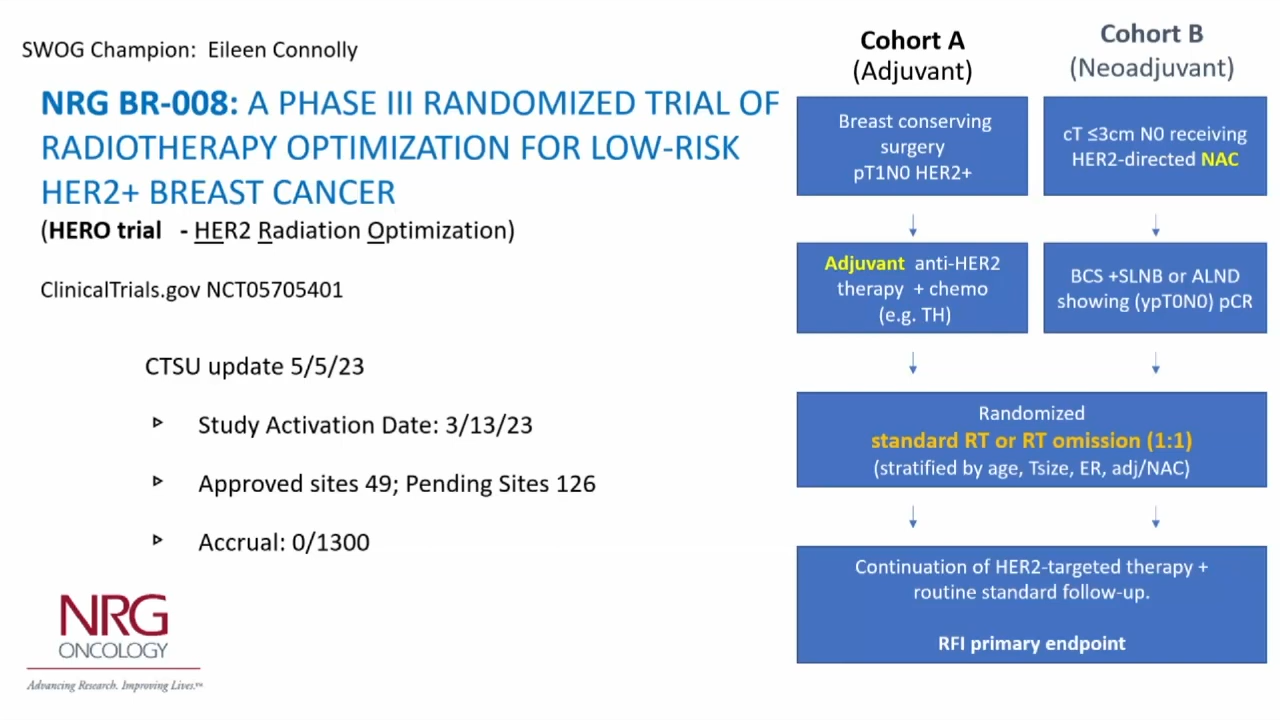 SWOG Champion: Eileen Connolly
NRG BR-008: A PHASE III RANDOMIZED TRIAL OF
RADIOTHERAPY OPTIMIZATION FOR LOW-RISK
HER2+ BREAST CANCER
(HERO trial - HER2 Radiation Optimization)
ClinicalTrials.gov NCT05705401
CTSU update 5/5/23
Study Activation Date: 3/13/23
Approved sites 49; Pending Sites 126
Accrual: 0/1300
NRG
ONCOLOGY
Advancing Research. Improving Lives.™
Cohort A
(Adjuvant)
Breast conserving
surgery
pT1N0 HER2+
Adjuvant anti-HER2
therapy + chemo
(e.g. TH)
Cohort B
(Neoadjuvant)
cT ≤3cm N0 receiving
HER2-directed NAC
BCS +SLNB or ALND
showing (ypT0N0) pCR
Randomized
standard RT or RT omission (1:1)
(stratified by age, Tsize, ER, adj/NAC)
Continuation of HER2-targeted therapy +
routine standard follow-up.
RFI primary endpoint